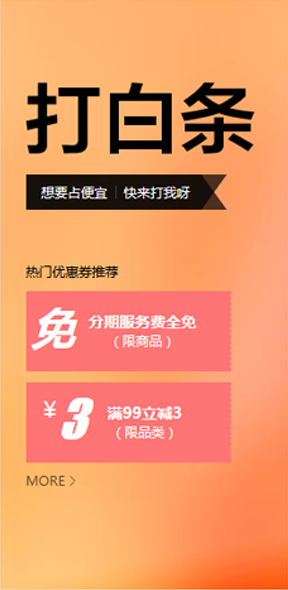 打白条
想要占便宜｜快来打我呀
热门优惠券推荐
免 分期服务费全免
（限商品）
¥3 满99立减3
（限品类）
MORE >